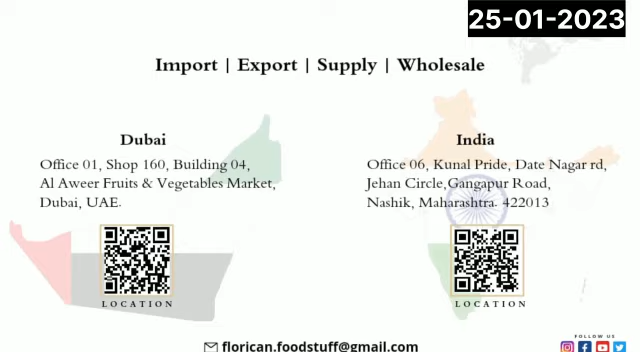 25-01-2023
Import | Export | Supply | Wholesale
Dubai
Office 01, Shop 160, Building 04,
Al Aweer Fruits & Vegetables Market,
Dubai, UAE.
LOCATION
India
Office 06, Kunal Pride, Date Nagar rd,
Jehan Circle,Gangapur Road,
Nashik, Maharashtra. 422013
LOCATION
florican.foodstuff@gmail.com
FOLLOW US